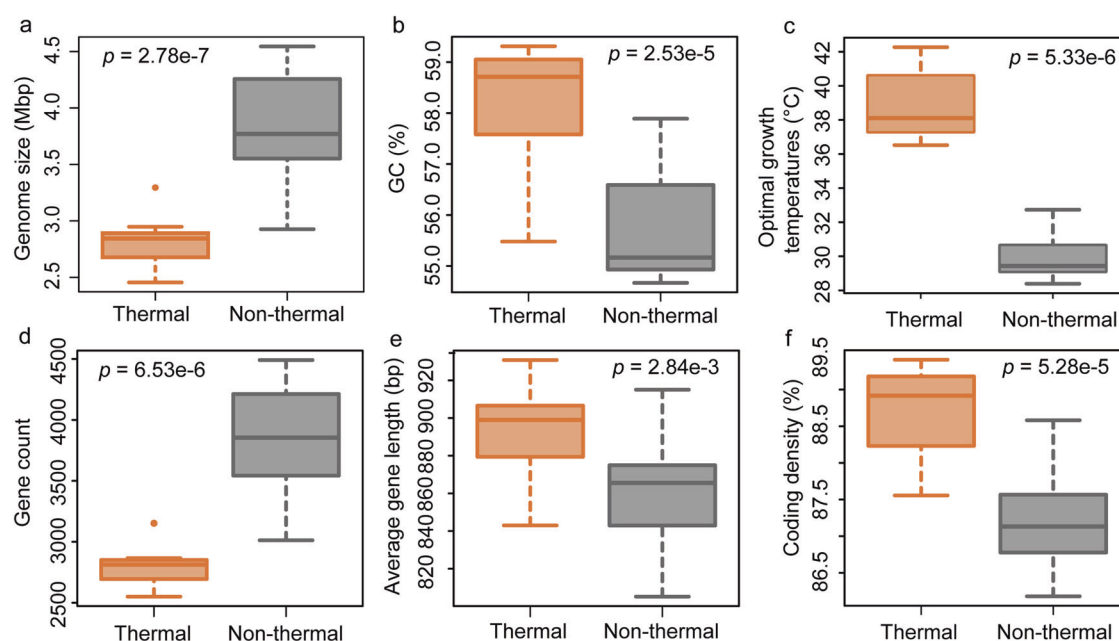 a
p = 2.78e-7
Genome size (Mbp)
4.5
4.0
3.5
3.0
2.5
Thermal
Non-thermal
b
p = 2.53e-5
GC (%)
59.0
58.0
57.0
56.0
55.0
Thermal
Non-thermal
c
p = 5.33e-6
Optimal growth
temperatures (°C)
42
40
38
36
32
30
28
Thermal
Non-thermal
d
p = 6.53e-6
Gene count
4500
4000
3500
3000
2500
Thermal
Non-thermal
e
p = 2.84e-3
Average gene length (bp)
920
900
880
860
840
820
Thermal
Non-thermal
f
p = 5.28e-5
Coding density (%)
89.5
88.5
87.5
86.5
Thermal
Non-thermal